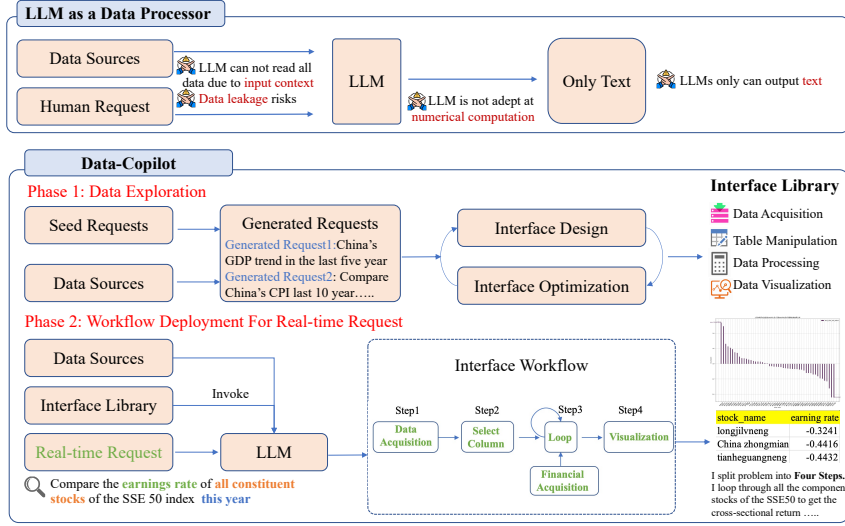 LLM as a Data Processor
Data Sources
Human Request
LLM can not read all
data due to input context
Data leakage risks
LLM
LLM is not adept at
numerical computation
Only Text
LLMs only can output text
Data-Copilot
Phase 1: Data Exploration
Seed Requests
Data Sources
Generated Requests
Generated Request1:China's
GDP trend in the last five year
Generated Request2: Compare
China's CPI last 10 year…..
Interface Design
Interface Optimization
Interface Library
Data Acquisition
Table Manipulation
Data Processing
Data Visualization
Phase 2: Workflow Deployment For Real-time Request
Data Sources
Interface Library
Real-time Request
Invoke
LLM
Compare the earnings rate of all constituent
stocks of the SSE 50 index this year
Interface Workflow
Step1
Step2
Step3
Step4
Data
Acquisition
Select
Column
Loop
Visualization
Financial
Acquisition
stock_name earning rate
longjilvneng -0.3241
China zhongmian -0.4416
tianheguangneng -0.4432
I split problem into Four Steps.
I loop through all the component
stocks of the SSE50 to get the
cross-sectional return …..